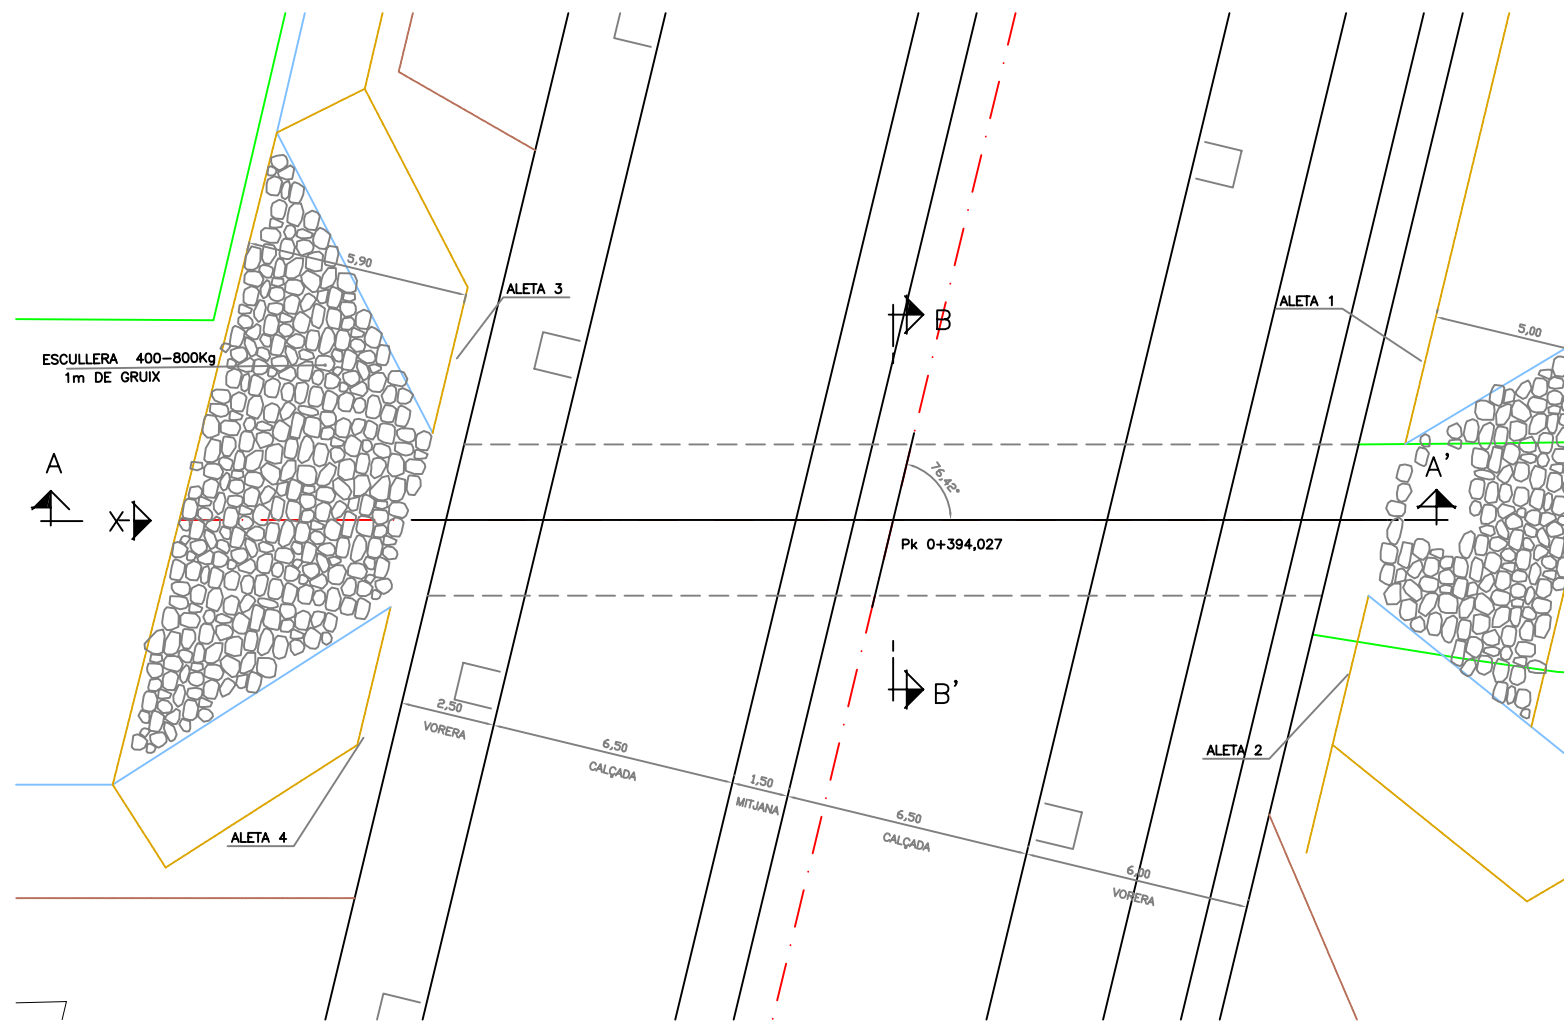 5,90
ALETA 3
ALETA 1
B
5,00
ESCULLERA 400-800Kg
1m DE GRUIX
A
A'
76,42°
X
Pk 0+394,027
B'
2,50
VORERA
6,50
CALÇADA
1,50
MITJANA
6,50
CALÇADA
6,00
VORERA
ALETA 2
ALETA 4